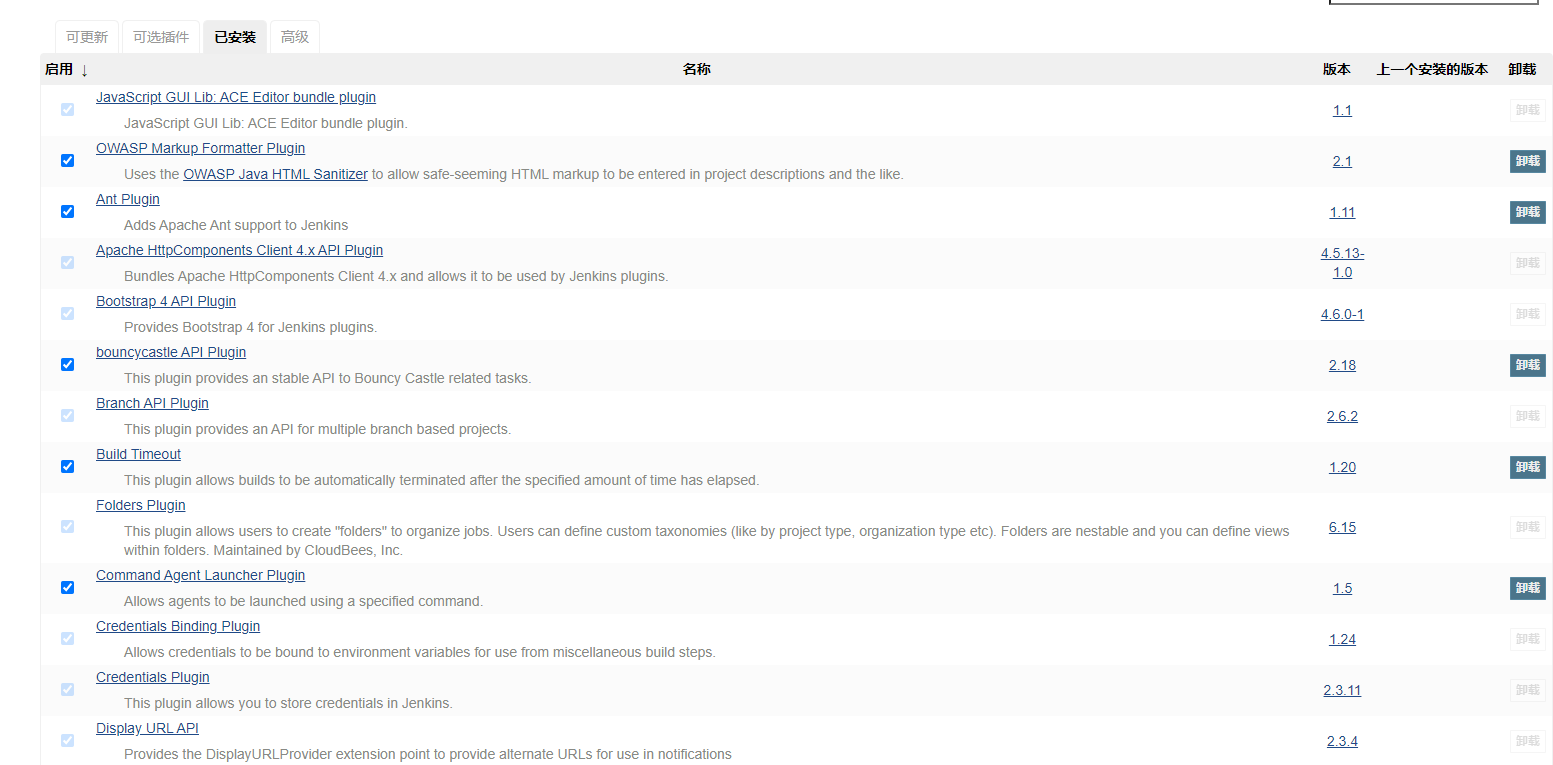 可更新 可选插件 已安装 高级
启用 ↓ 名称 版本 上一个安装的版本 卸载
JavaScript GUI Lib: ACE Editor bundle plugin
JavaScript GUI Lib: ACE Editor bundle plugin.
1.1 卸载
OWASP Markup Formatter Plugin
Uses the OWASP Java HTML Sanitizer to allow safe-seeming HTML markup to be entered in project descriptions and the like.
2.1 卸载
Ant Plugin
Adds Apache Ant support to Jenkins
1.11 卸载
Apache HttpComponents Client 4.x API Plugin
Bundles Apache HttpComponents Client 4.x and allows it to be used by Jenkins plugins.
4.5.13-
1.0
卸载
Bootstrap 4 API Plugin
Provides Bootstrap 4 for Jenkins plugins.
4.6.0-1 卸载
bouncycastle API Plugin
This plugin provides an stable API to Bouncy Castle related tasks.
2.18 卸载
Branch API Plugin
This plugin provides an API for multiple branch based projects.
2.6.2 卸载
Build Timeout
This plugin allows builds to be automatically terminated after the specified amount of time has elapsed.
1.20 卸载
Folders Plugin
This plugin allows users to create "folders" to organize jobs. Users can define custom taxonomies (like by project type, organization type etc). Folders are nestable and you can define views
within folders. Maintained by CloudBees, Inc.
6.15 卸载
Command Agent Launcher Plugin
Allows agents to be launched using a specified command.
1.5 卸载
Credentials Binding Plugin
Allows credentials to be bound to environment variables for use from miscellaneous build steps.
1.24 卸载
Credentials Plugin
This plugin allows you to store credentials in Jenkins.
2.3.11 卸载
Display URL API
Provides the DisplayURLProvider extension point to provide alternate URLs for use in notifications
2.3.4 卸载